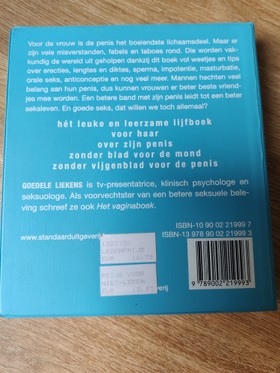 Voor de vrouw is de penis het boeiendste lichaamsdeel. Maar er
zijn vele misverstanden, fabels en taboes rond. Die worden vak-
kundig de wereld uit geholpen dankzij dit boek vol weetjes en tips
over erecties, lengtes en diktes, sperma, impotentie, masturbatie,
orale seks, anticonceptie en nog veel meer. Mannen hechten veel
belang aan hun penis, dus kunnen vrouwen er beter beste vriend-
jes mee worden. Een betere band met zijn penis leidt tot een beter
seksleven. En goede seks, dat willen we toch allemaal?
hét leuke en leerzame lijfboek
voor haar
over zijn penis
zonder blad voor de mond
zonder vijgenblad voor de penis
GOEDELE LIEKENS is tv-presentatrice, klinisch psychologe en
seksuologe. Als voorvechtster van een betere seksuele bele-
ving schreef ze ook Het vaginaboek.
ISBN-10 90 02 21999 7
ISBN-13 978 90 02 21999 3
www.standaarduitgeverij
9 789002 219993